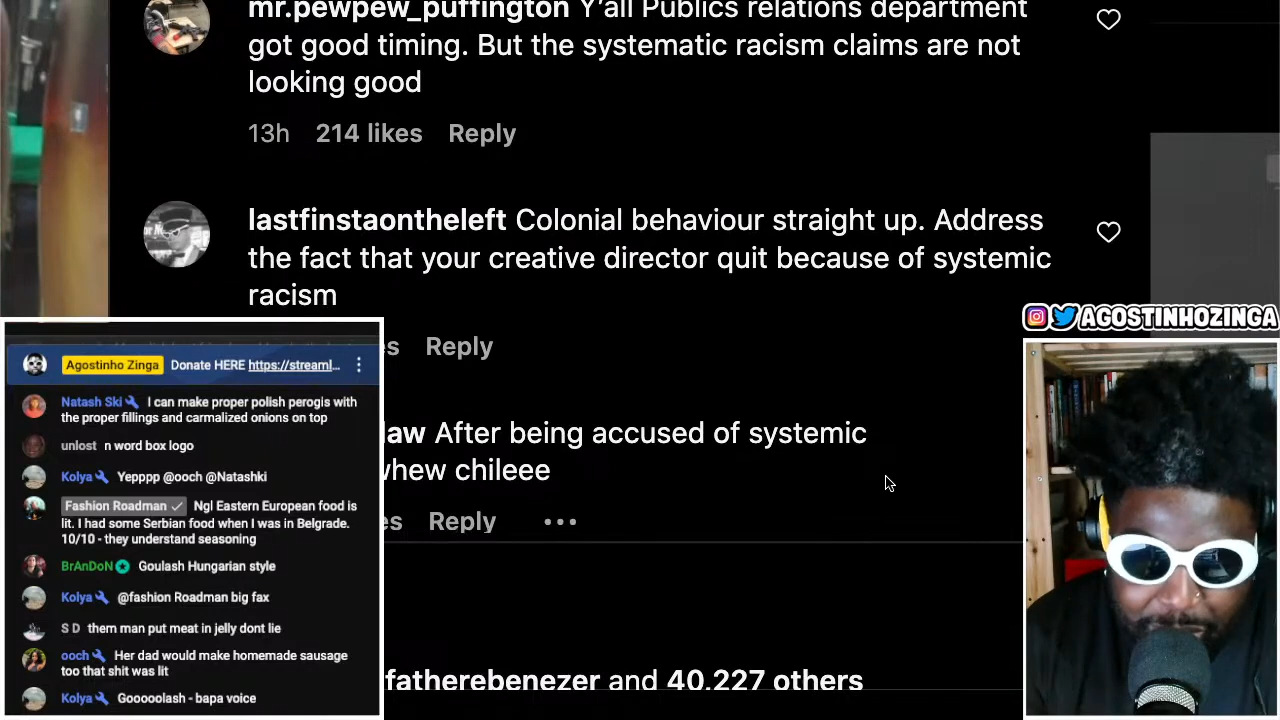 mr.pewpew_puffington Y'all Publics relations department
got good timing. But the systematic racism claims are not
looking good
13h 214 likes Reply
lastfinstaontheleft Colonial behaviour straight up. Address
the fact that your creative director quit because of systemic
racism
s Reply
law After being accused of systemic
whew chileee
es Reply •••
fatherebenezer and 40,227 others
Agostinho Zinga Donate HERE https://streaml...
Natash Ski I can make proper polish perogis with
the proper fillings and carmalized onions on top
unlost n word box logo
Kolya Yepppp @ooch @Natashki
Fashion Roadman ✓ Ngl Eastern European food is
lit. I had some Serbian food when I was in Belgrade.
10/10 - they understand seasoning
BrAnDoN Goulash Hungarian style
Kolya @fashion Roadman big fax
S D them man put meat in jelly dont lie
ooch Her dad would make homemade sausage
too that shit was lit
Kolya Gooooolash - bapa voice
AGOSTINHOZINGA